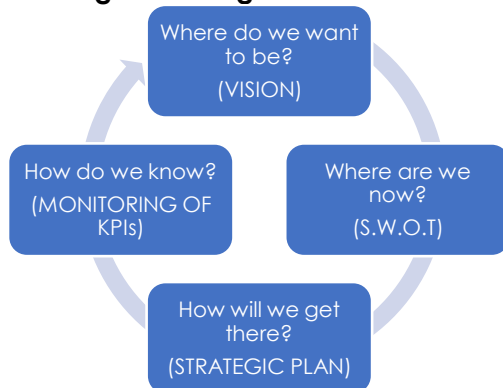 Where do we want
to be?
(VISION)
Where are we
now?
(S.W.O.T)
How will we get
there?
(STRATEGIC PLAN)
How do we know?
(MONITORING OF
KPIs)